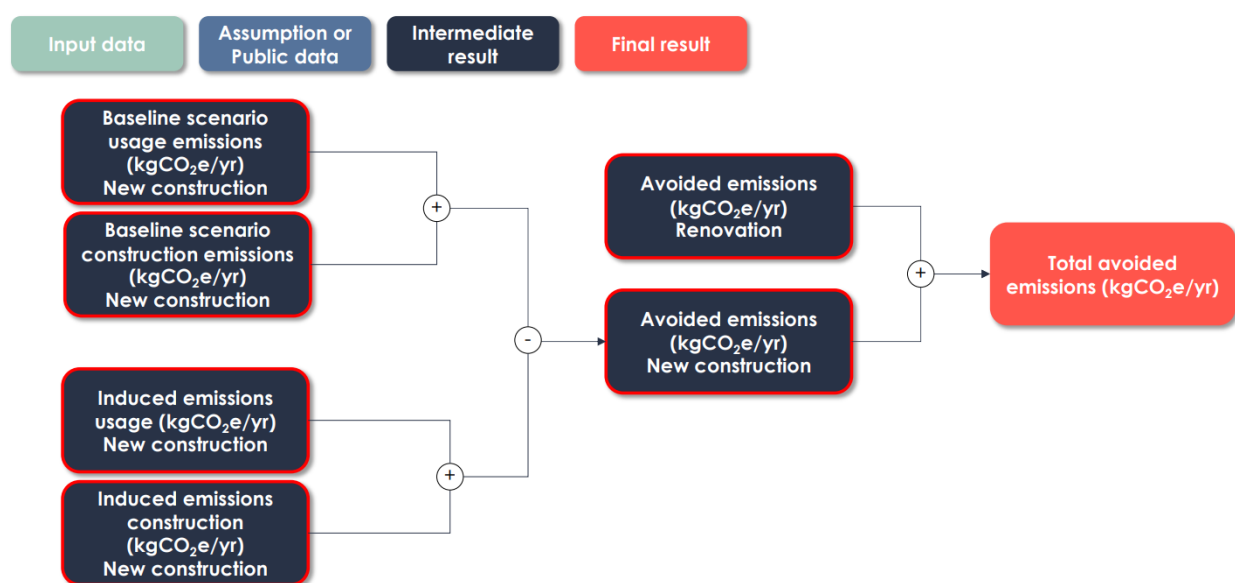 Input data
Assumption or
Public data
Intermediate
result
Final result
Baseline scenario
usage emissions
(kgCO₂e/yr)
New construction
Baseline scenario
construction emissions
(kgCO₂e/yr)
New construction
+
Induced emissions
usage (kgCO₂e/yr)
New construction
Induced emissions
construction
(kgCO₂e/yr)
New construction
+
-
Avoided emissions
(kgCO₂e/yr)
Renovation
Avoided emissions
(kgCO₂e/yr)
New construction
+
Total avoided
emissions (kgCO₂e/yr)